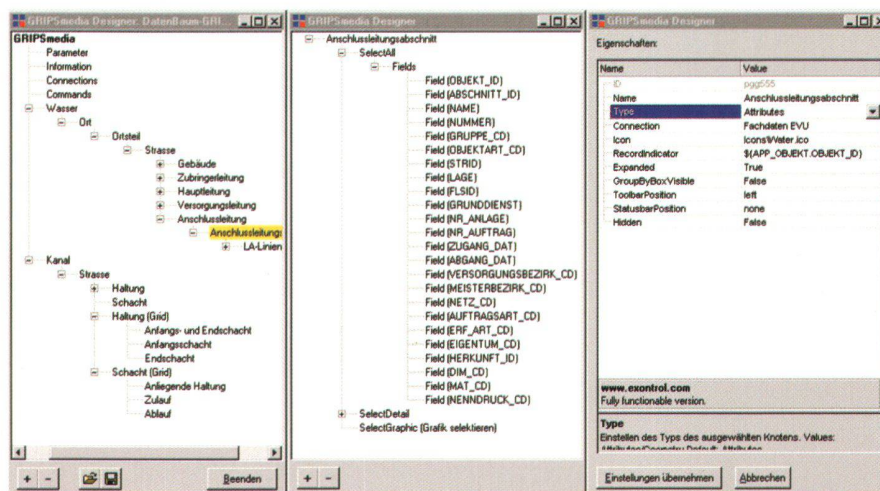 GRIPSmedia Designer: DatenBaum-GRI...
GRIPSmedia
Parameter
Information
Connections
Commands
Wasser
Ort
Ortsteil
Strasse
Gebäude
Zubringerleitung
Hauptleitung
Versorgungsleitung
Anschlussleitung
Anschlussleitungs
LA-Linien
Kanal
Strasse
Haltung
Schacht
Haltung (Grid)
Anfangs- und Endschacht
Anfangsschacht
Endschacht
Schacht (Grid)
Anliegende Haltung
Zulauf
Ablauf
+ - Beenden
GRIPSmedia Designer
Anschlussleitungsabschnitt
SelectAll
Fields
Field (OBJEKT_ID)
Field (ABSCHNITT_ID)
Field (NAME)
Field (NUMMER)
Field (GRUPPE_CD)
Field (OBJEKTART_CD)
Field (STRID)
Field (LAGE)
Field (FLSID)
Field (GRUNDDIENST)
Field (NR_ANLAGE)
Field (NR_AUFTRAG)
Field (ZUGANG_DAT)
Field (ABGANG_DAT)
Field (VERSORGUNGSBEZIRK_CD)
Field (MEISTERBEZIRK_CD)
Field (NETZ_CD)
Field (AUFTRAGSART_CD)
Field (ERF_ART_CD)
Field (EIGENTUM_CD)
Field (HERKUNFT_ID)
Field (DIM_CD)
Field (MAT_CD)
Field (NENNDRUCK_CD)
SelectDetail
SelectGraphic (Grafik selektieren)
+ -
GRIPSmedia Designer
Eigenschaften:
Name Value
ID pgg555
Name Anschlussleitungsabschnitt
Type Attributes
Connection Fachdaten EVU
Icon Icons\Water.ico
RecordIndicator ${APP_OBJEKT.OBJEKT_ID}
Expanded True
GroupByBoxVisible False
ToolbarPosition left
StatusbarPosition none
Hidden False
www.exontrol.com
Fully functionable version.
Type
Einstellen des Typs des ausgewählten Knotens. Values:
Attributes/Geometry Default: Attributes
Einstellungen übernehmen Abbrechen